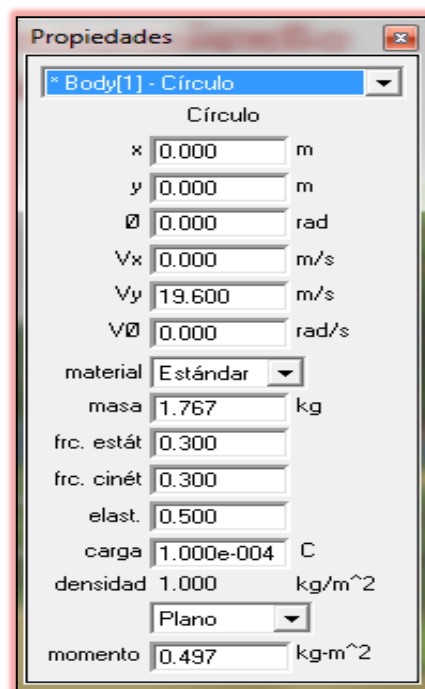 Propiedades
* Body[1] - Círculo
Círculo
x 0.000 m
y 0.000 m
Ø 0.000 rad
Vx 0.000 m/s
Vy 19.600 m/s
VØ 0.000 rad/s
material Estándar
masa 1.767 kg
frc. estát 0.300
frc. cinét 0.300
elast. 0.500
carga 1.000e-004 C
densidad 1.000 kg/m^2
Plano
momento 0.497 kg-m^2